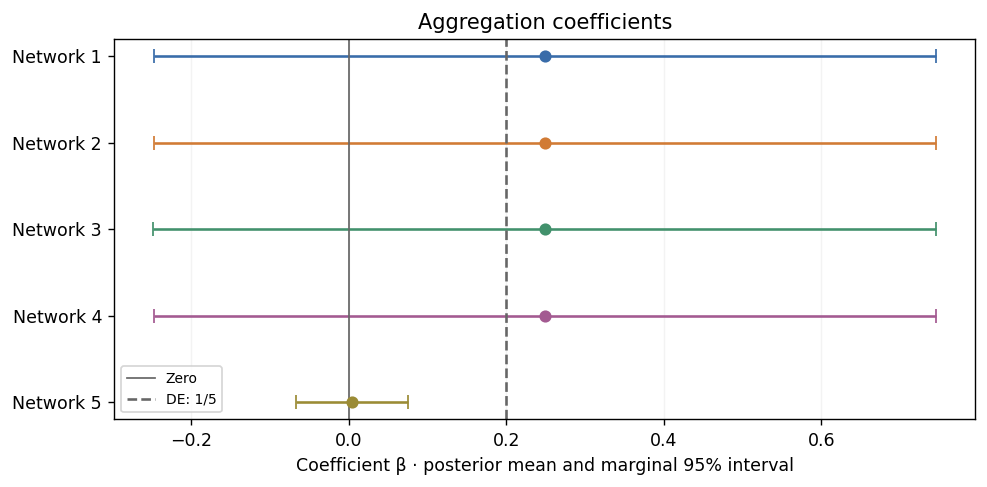 Aggregation coefficients
Network 1
Network 2
Network 3
Network 4
Network 5
Zero
DE: 1/5
−0.2 0.0 0.2 0.4 0.6
Coefficient β · posterior mean and marginal 95% interval